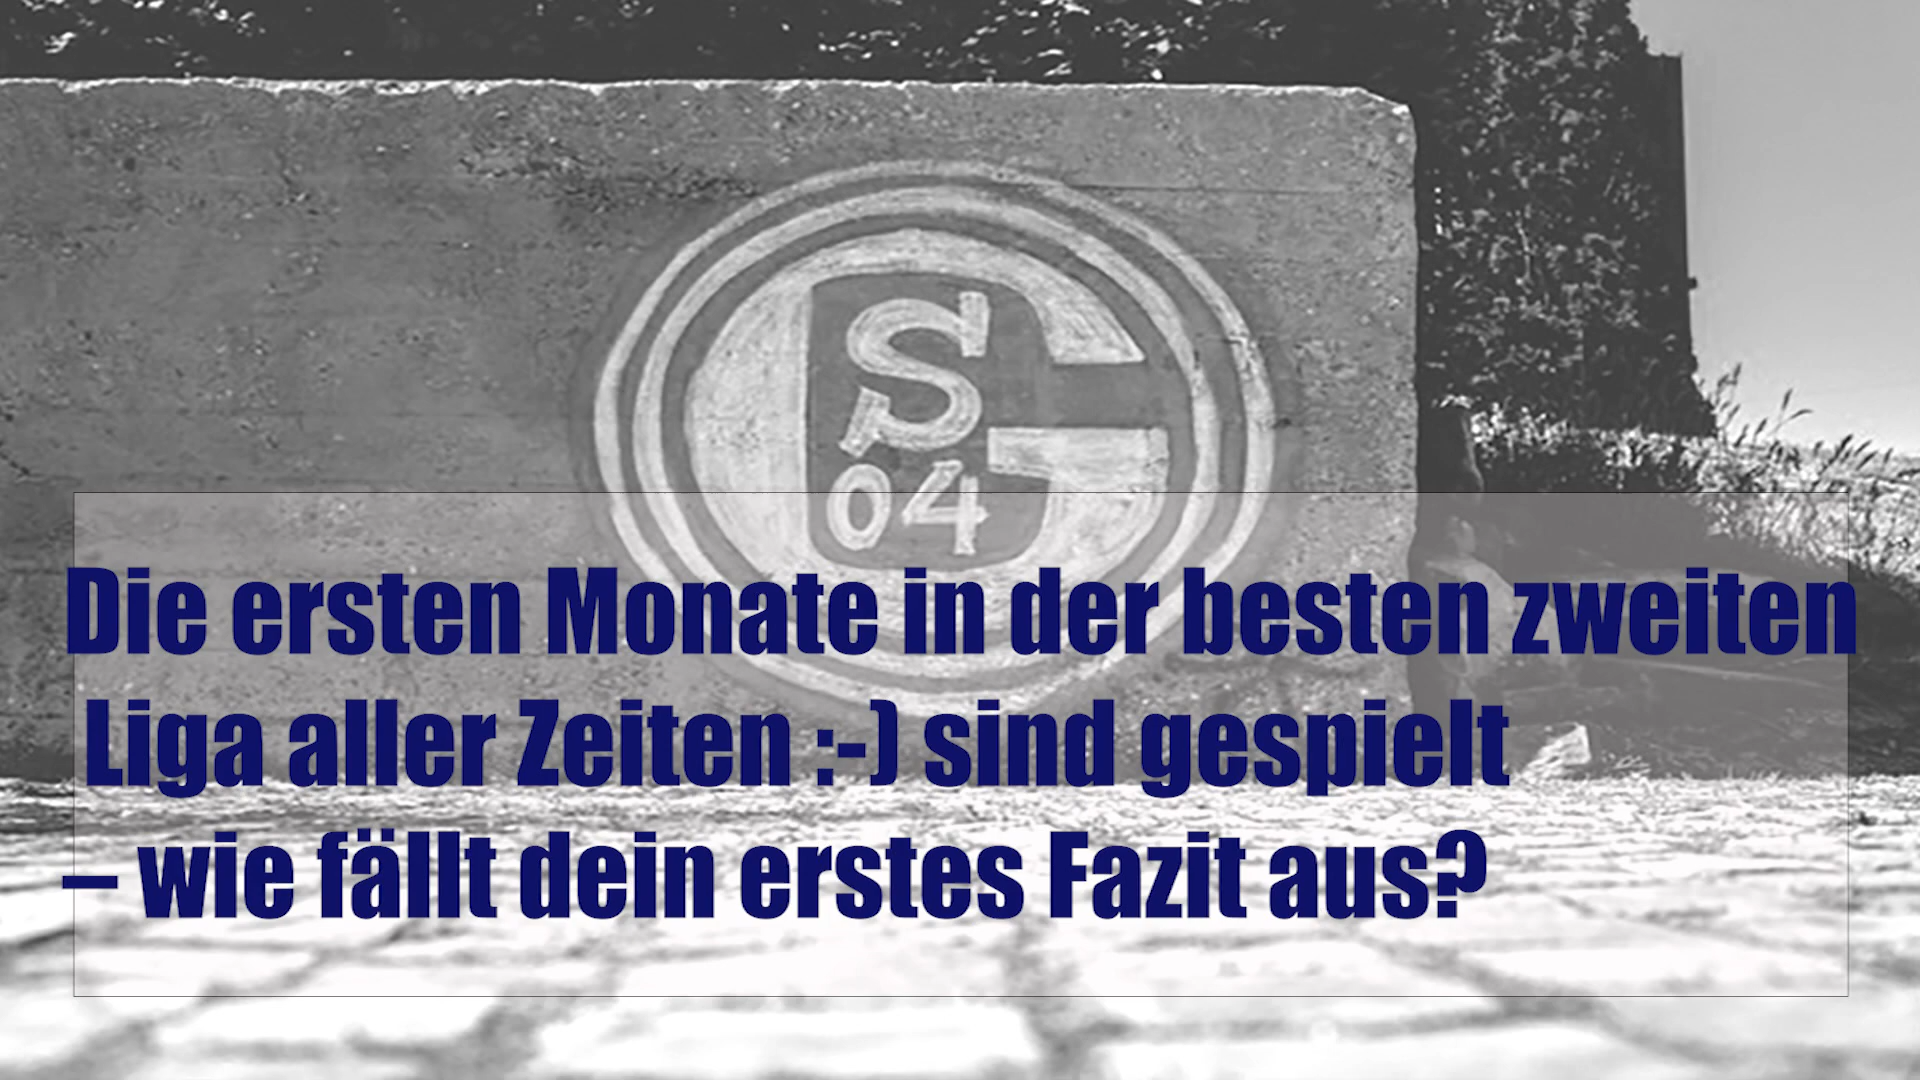 S
04
Die ersten Monate in der besten zweiten
Liga aller Zeiten :-) sind gespielt
– wie fällt dein erstes Fazit aus?